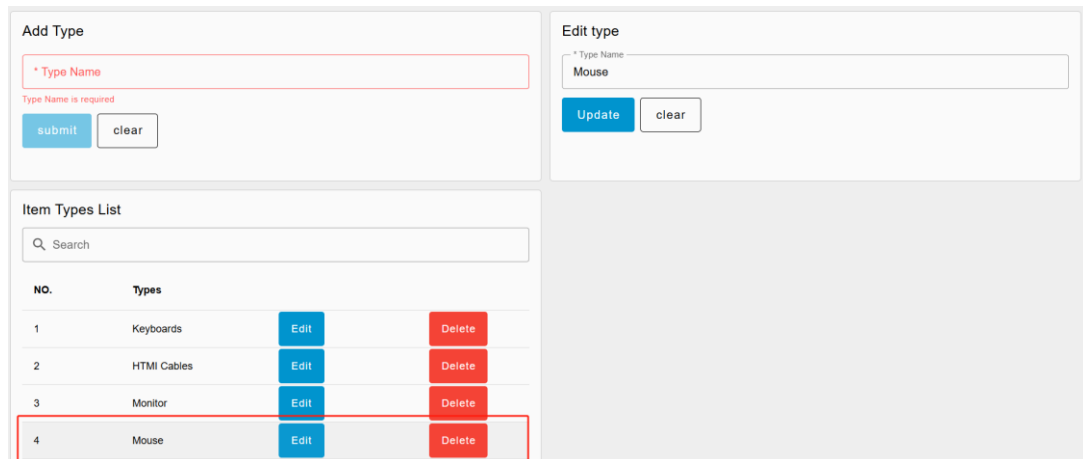 Add Type
* Type Name
Type Name is required
submit clear
Edit type
* Type Name
Mouse
Update clear
Item Types List
Search
NO. Types
1 Keyboards Edit Delete
2 HTMI Cables Edit Delete
3 Monitor Edit Delete
4 Mouse Edit Delete